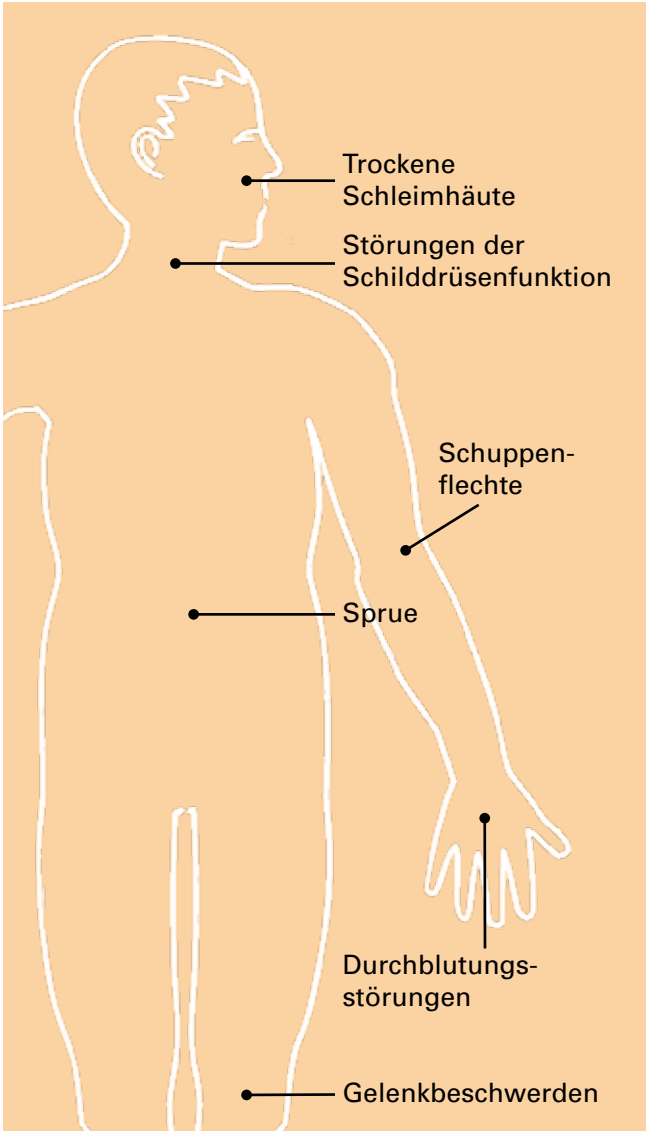 Trockene
Schleimhäute
Störungen der
Schilddrüsenfunktion
Schuppen-
flechte
Sprue
Durchblutungs-
störungen
Gelenkbeschwerden